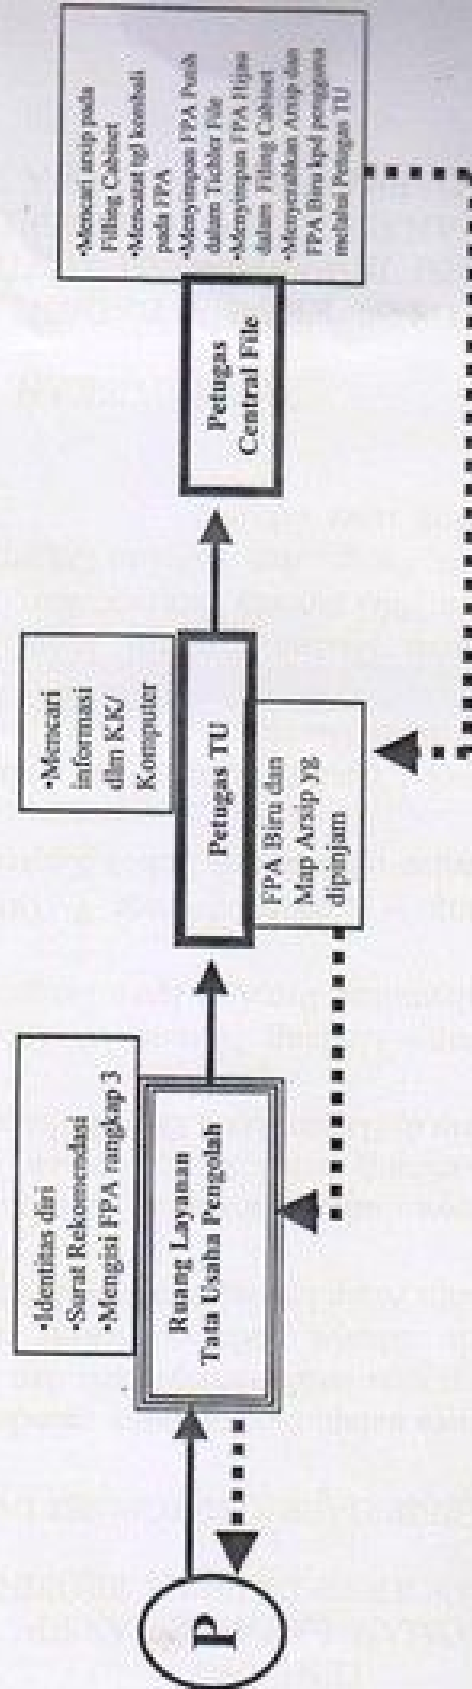 P
•Identitas diri
•Surat Rekomendasi
•Mengisi FPA rangkap 3
Ruang Layanan
Tata Usaha Pengolah
•Mencari
informasi
dlm KK/
Komputer
Petugas TU
FPA Biru dan
Map Arsip yg
dipinjam
Petugas
Central File
•Mencari arsip pada
Filling Cabinet
•Mencatat tgl kembali
pada FPA
•Menyimpan FPA Putih
dalam Tichler File
•Menyimpan FPA Hijau
dalam Filing Cabinet
•Menyerahkan Arsip dan
FPA Biru kpd pengguna
melalui Petugas TU